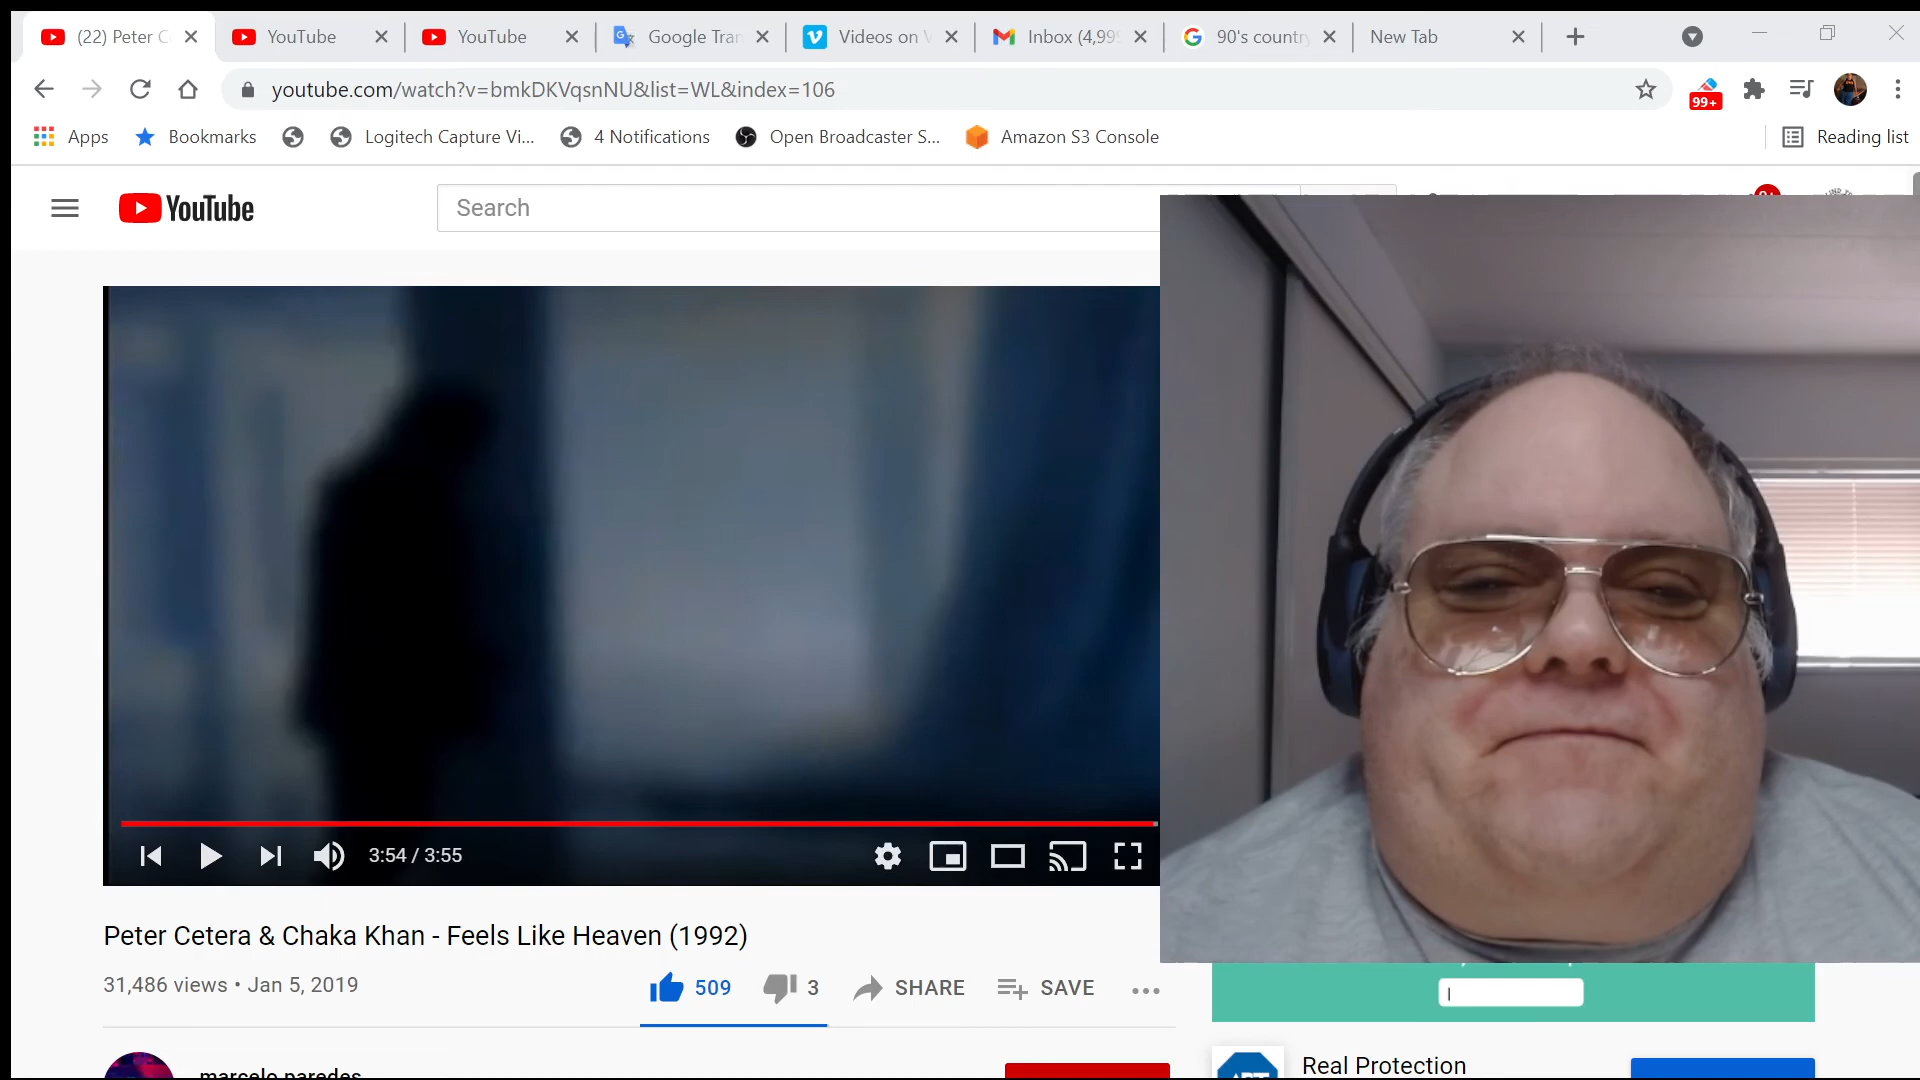 (22) Peter C
YouTube
YouTube
Google Tran
Videos on V
Inbox (4,99
90's countr
New Tab
youtube.com/watch?v=bmkDKVqsnNU&list=WL&index=106
99+
Apps
Bookmarks
Logitech Capture Vi...
4 Notifications
Open Broadcaster S...
Amazon S3 Console
Reading list
YouTube
Search
3:54 / 3:55
Peter Cetera & Chaka Khan - Feels Like Heaven (1992)
31,486 views • Jan 5, 2019
509
3
SHARE
SAVE
marcelo paredes
Real Protection